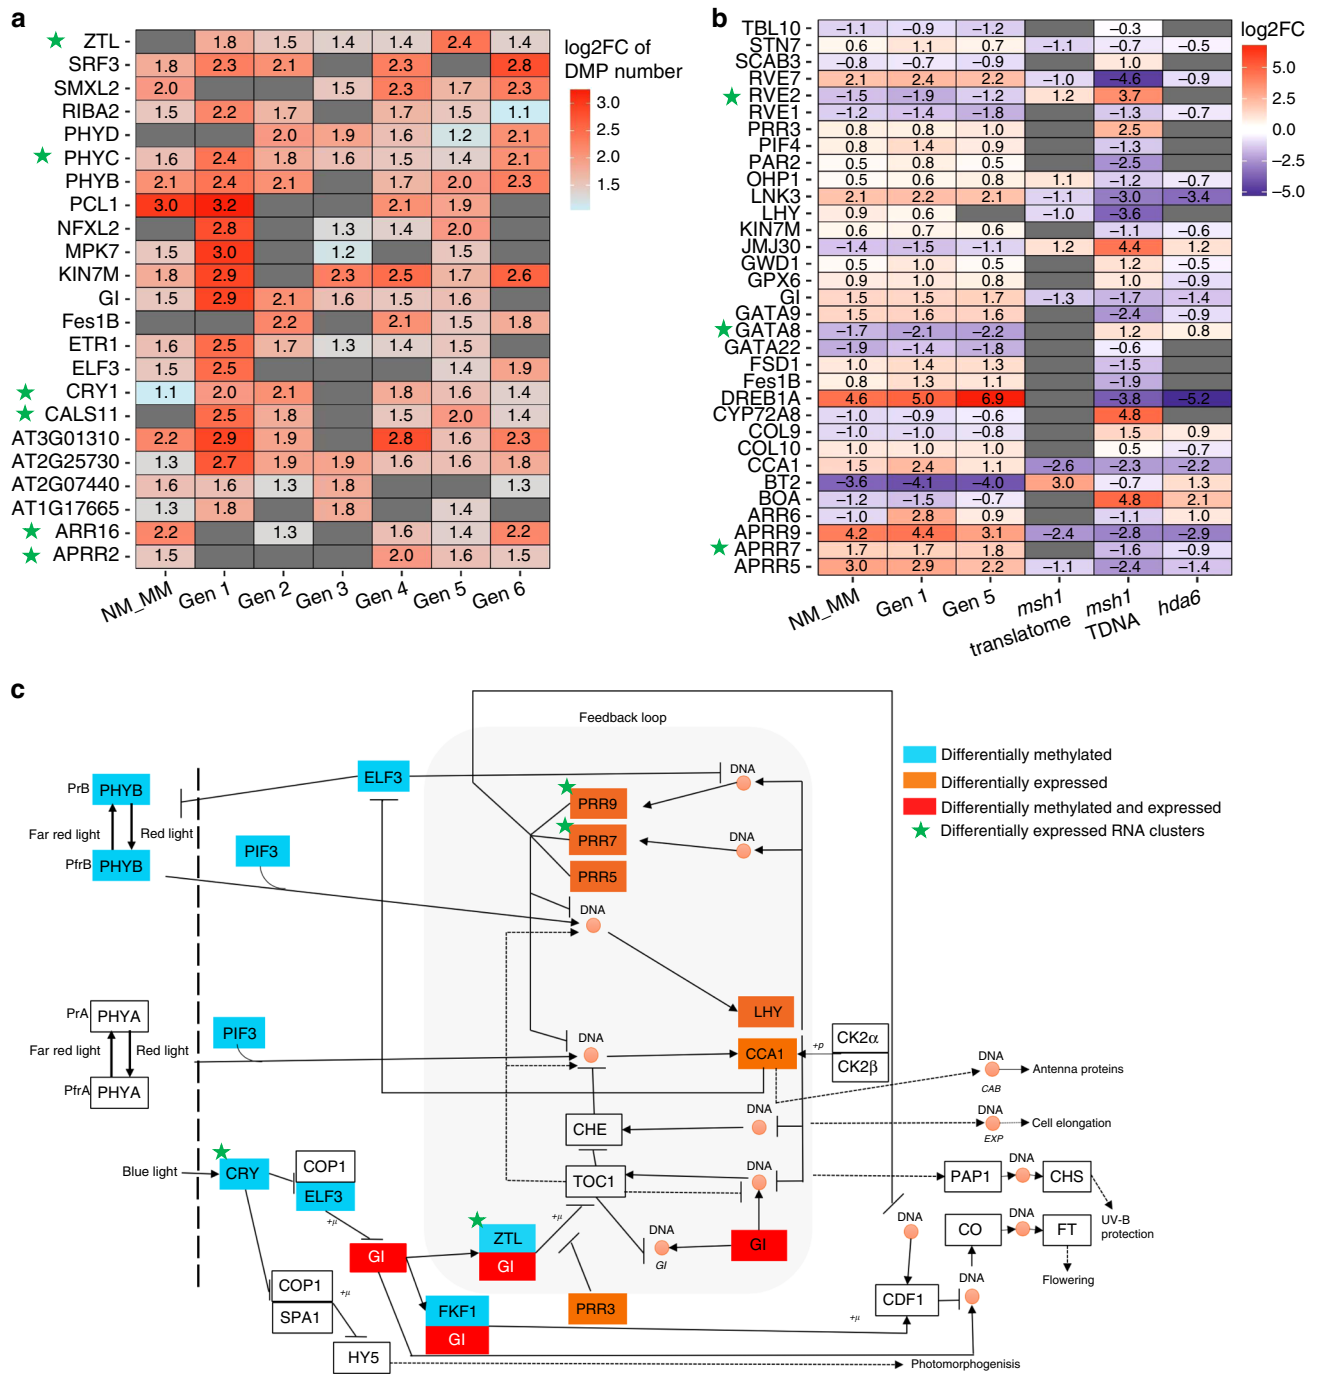 a
ZTL 1.8 1.5 1.4 1.4 2.4 1.4
SRF3 1.8 2.3 2.1 2.3 2.8
SMXL2 2.0 1.5 2.3 1.7 2.3
RIBA2 1.5 2.2 1.7 1.7 1.5 1.1
PHYD 2.0 1.9 1.6 1.2 2.1
PHYC 1.6 2.4 1.8 1.6 1.5 1.4 2.1
PHYB 2.1 2.4 2.1 1.7 2.0 2.3
PCL1 3.0 3.2 2.1 1.9
NFXL2 2.8 1.3 1.4 2.0
MPK7 1.5 3.0 1.2 1.5
KIN7M 1.8 2.9 2.3 2.5 1.7 2.6
GI 1.5 2.9 2.1 1.6 1.5 1.6
Fes1B 2.2 2.1 1.5 1.8
ETR1 1.6 2.5 1.7 1.3 1.4 1.5
ELF3 1.5 2.5 1.4 1.9
CRY1 1.1 2.0 2.1 1.8 1.6 1.4
CALS11 2.5 1.8 1.5 2.0 1.4
AT3G01310 2.2 2.9 1.9 2.8 1.6 2.3
AT2G25730 1.3 2.7 1.9 1.9 1.6 1.6 1.8
AT2G07440 1.6 1.6 1.3 1.8 1.3
AT1G17665 1.3 1.8 1.8 1.4
ARR16 2.2 1.3 1.6 1.4 2.2
APRR2 1.5 2.0 1.6 1.5
NM_MM Gen 1 Gen 2 Gen 3 Gen 4 Gen 5 Gen 6
log2FC of
DMP number
3.0
2.5
2.0
1.5
b
TBL10 −1.1 −0.9 −1.2 −0.3
STN7 0.6 1.1 0.7 −1.1 −0.7 −0.5
SCAB3 −0.8 −0.7 −0.9 1.0
RVE7 2.1 2.4 2.2 −1.0 −4.6 −0.9
RVE2 −1.5 −1.9 −1.2 1.2 3.7
RVE1 −1.2 −1.4 −1.8 −1.3 −0.7
PRR3 0.8 0.8 1.0 2.5
PIF4 0.8 1.4 0.9 −1.3
PAR2 0.5 0.8 0.5 −2.5
OHP1 0.5 0.6 0.8 1.1 −1.2 −0.7
LNK3 2.1 2.2 2.1 −1.1 −3.0 −3.4
LHY 0.9 0.6 −1.0 −3.6
KIN7M 0.6 0.7 0.6 −1.1 −0.6
JMJ30 −1.4 −1.5 −1.1 1.2 4.4 1.2
GWD1 0.5 1.0 0.5 1.2 −0.5
GPX6 0.9 1.0 0.8 1.0 −0.9
GI 1.5 1.5 1.7 −1.3 −1.7 −1.4
GATA9 1.5 1.6 1.6 −2.4 −0.9
GATA8 −1.7 −2.1 −2.2 1.2 0.8
GATA22 −1.9 −1.4 −1.8 −0.6
FSD1 1.0 1.4 1.3 −1.5
Fes1B 0.8 1.3 1.1 −1.9
DREB1A 4.6 5.0 6.9 −3.8 −5.2
CYP72A8 −1.0 −0.9 −0.6 4.8
COL9 −1.0 −1.0 −0.8 1.5 0.9
COL10 1.0 1.0 1.0 0.5 −0.7
CCA1 1.5 2.4 1.1 −2.6 −2.3 −2.2
BT2 −3.6 −4.1 −4.0 3.0 −0.7 1.3
BOA −1.2 −1.5 −0.7 4.8 2.1
ARR6 −1.0 2.8 0.9 −1.1 1.0
APRR9 4.2 4.4 3.1 −2.4 −2.8 −2.9
APRR7 1.7 1.7 1.8 −1.6 −0.9
APRR5 3.0 2.9 2.2 −1.1 −2.4 −1.4
NM_MM Gen 1 Gen 5 msh1 translatome msh1 TDNA hda6
log2FC
5.0
2.5
0.0
−2.5
−5.0
c
Feedback loop
Differentially methylated
Differentially expressed
Differentially methylated and expressed
Differentially expressed RNA clusters
PrB PHYB
Far red light Red light
PfrB PHYB
ELF3
PIF3
DNA
PRR9
PRR7
DNA
PRR5
DNA
LHY
PrA PHYA
Far red light Red light
PfrA PHYA
PIF3
DNA
CCA1
+p
CK2α
CK2β
DNA
CAB
Antenna proteins
DNA
EXP
Cell elongation
CHE
DNA
TOC1
DNA
Blue light
CRY
COP1
ELF3
+μ
GI
ZTL
GI
+μ
DNA
GI
GI
PRR3
COP1
SPA1
+μ
HY5
FKF1
GI
PAP1
DNA
CHS
UV-B
protection
DNA
CO
DNA
FT
Flowering
DNA
CDF1
+μ
Photomorphogenisis